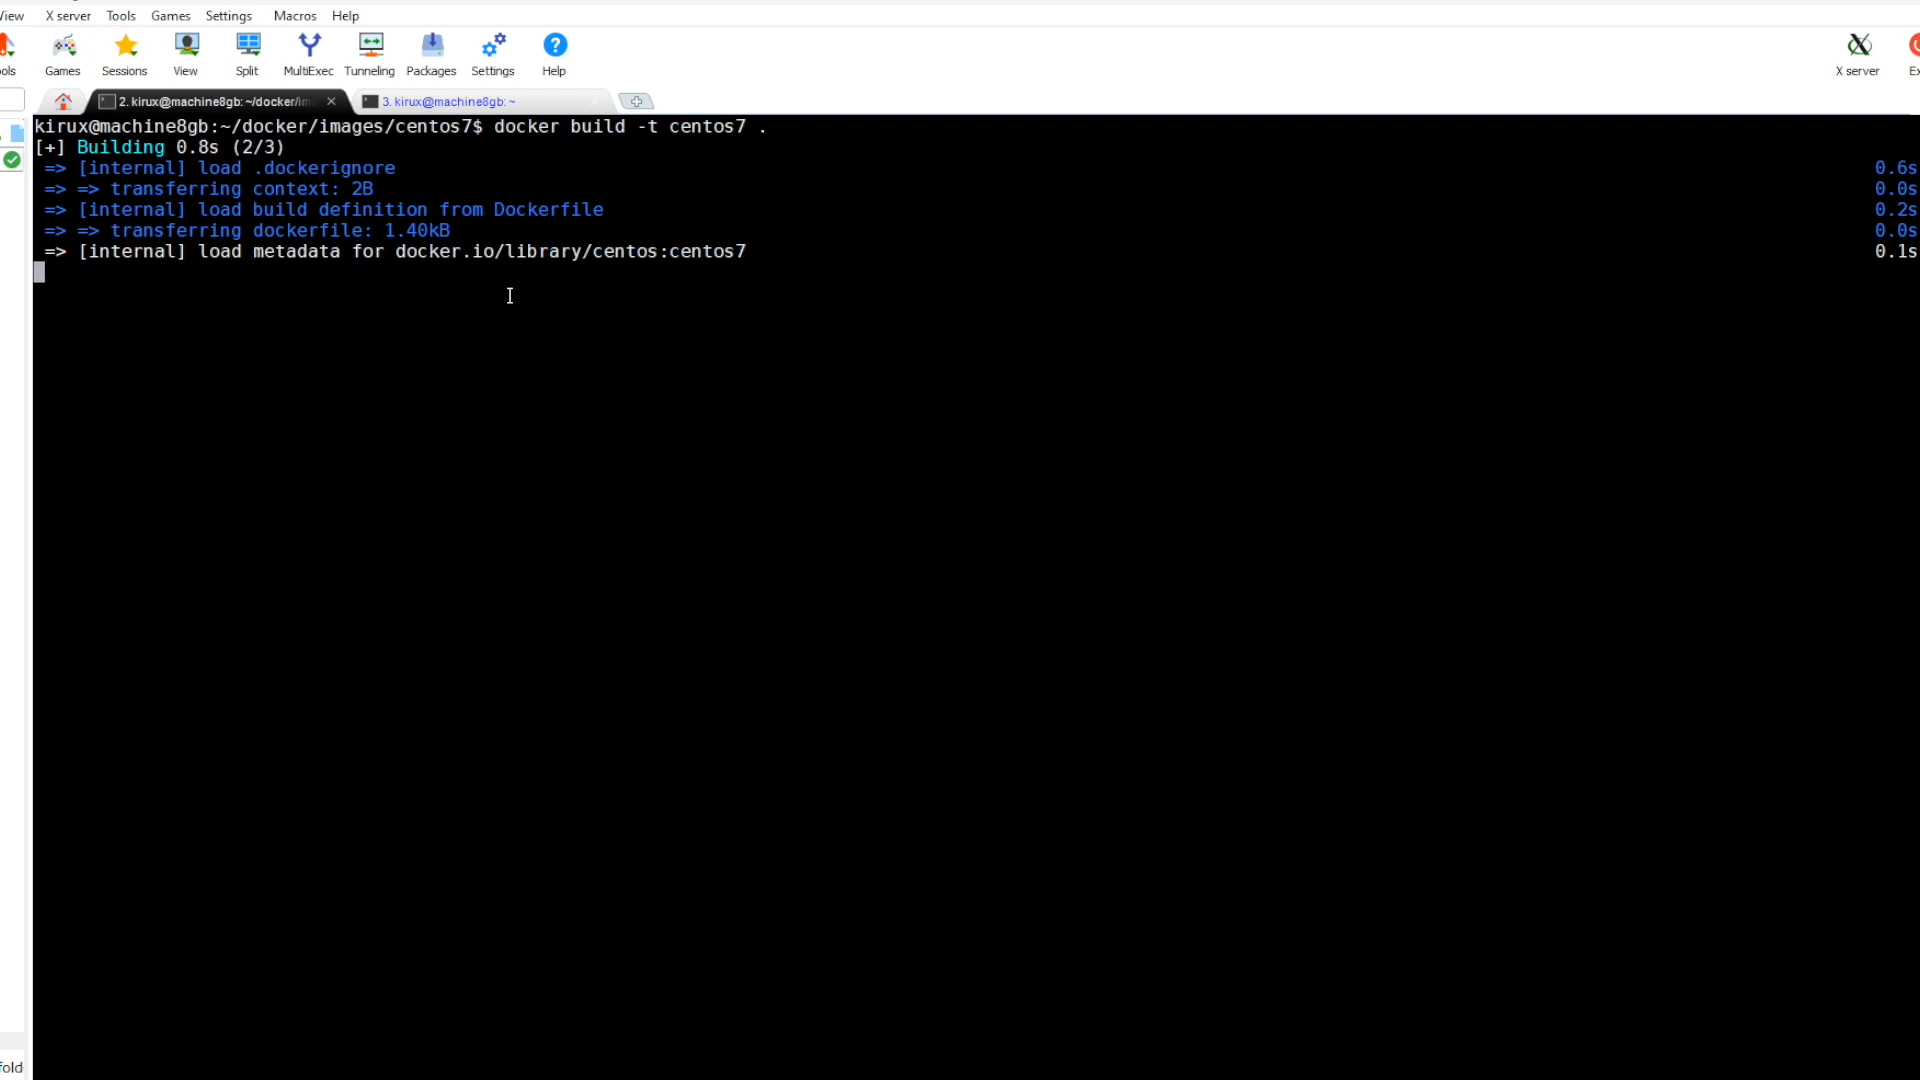 View X server Tools Games Settings Macros Help
Games Sessions View Split MultiExec Tunneling Packages Settings Help X server
2. kirux@machine8gb: ~/docker/im
3. kirux@machine8gb: ~
kirux@machine8gb:~/docker/images/centos7$ docker build -t centos7 .
[+] Building 0.8s (2/3)
=> [internal] load .dockerignore 0.6s
=> => transferring context: 2B 0.0s
=> [internal] load build definition from Dockerfile 0.2s
=> => transferring dockerfile: 1.40kB 0.0s
=> [internal] load metadata for docker.io/library/centos:centos7 0.1s